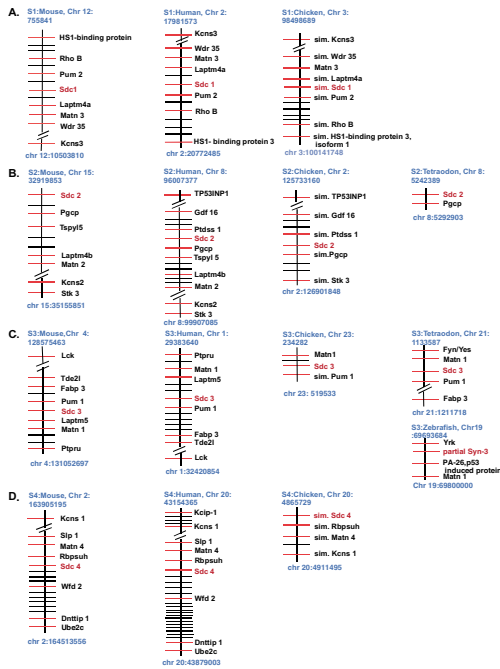 A.
S1:Mouse, Chr 12:
755841
HS1-binding protein
Rho B
Pum 2
Sdc1
Laptm4a
Matn 3
Wdr 35
Kcns3
chr 12:10503810
S1:Human, Chr 2:
17981573
Kcns3
Wdr 35
Matn 3
Laptm4a
Sdc 1
Pum 2
Rho B
HS1- binding protein 3
chr 2:20772485
S1:Chicken, Chr 3:
98498689
sim. Kcns3
sim. Wdr 35
Matn 3
sim. Laptm4a
sim. Sdc 1
sim. Pum 2
sim. Rho B
sim. HS1-binding protein 3,
isoform 1
chr 3:100141748
B.
S2:Mouse, Chr 15:
32919853
Sdc 2
Pgcp
Tspyl5
Laptm4b
Matn 2
Kcns2
Stk 3
chr 15:35155851
S2:Human, Chr 8:
96007377
TP53INP1
Gdf 16
Ptdss 1
Sdc 2
Pgcp
Tspyl 5
Laptm4b
Matn 2
Kcns2
Stk 3
chr 8:99907085
S2:Chicken, Chr 2:
125733160
sim. TP53INP1
sim. Gdf 16
sim. Ptdss 1
Sdc 2
sim.Pgcp
sim. Stk 3
chr 2:126901848
S2:Tetraodon, Chr 8:
5242389
Sdc 2
Pgcp
chr 8:5292903
C.
S3:Mouse,Chr 4:
128575463
Lck
Tde2l
Fabp 3
Pum 1
Sdc 3
Laptm5
Matn 1
Ptpru
chr 4:131052697
S3:Human, Chr 1:
29383640
Ptpru
Matn 1
Laptm5
Sdc 3
Pum 1
Fabp 3
Tde2l
Lck
chr 1:32420854
S3:Chicken, Chr 23:
234282
Matn1
Sdc 3
sim. Pum 1
chr 23: 519533
S3:Tetraodon, Chr 21:
1133587
Fyn/Yes
Matn 1
Sdc 3
Pum 1
Fabp 3
chr 21:1211718
S3:Zebrafish, Chr19
:69693684
Yrk
partial Syn-3
PA-26,p53
induced protein
Matn 1
Chr 19:69800000
D.
S4:Mouse, Chr 2:
163905195
Kcns 1
Slp 1
Matn 4
Rbpsuh
Sdc 4
Wfd 2
Dnttip 1
Ube2c
chr 2:164513556
S4:Human, Chr 20:
43154365
Kcip-1
Kcns 1
Slp 1
Matn 4
Rbpsuh
Sdc 4
Wfd 2
Dnttip 1
Ube2c
chr 20:43879003
S4:Chicken, Chr 20:
4865729
sim. Sdc 4
sim. Rbpsuh
sim. Matn 4
sim. Kcns 1
chr 20:4911495